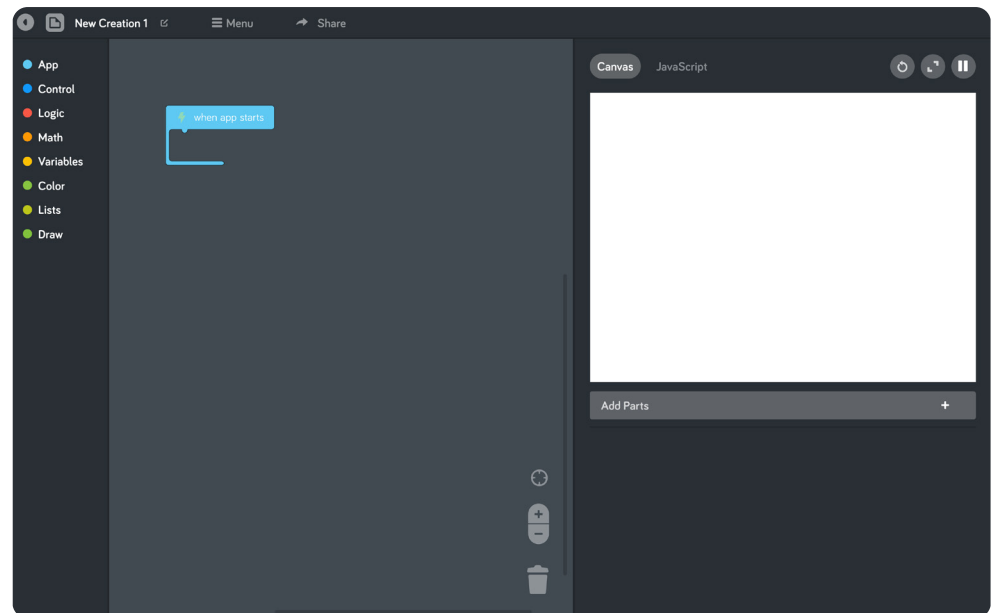 New Creation 1
Menu
Share
App
Control
Logic
Math
Variables
Color
Lists
Draw
when app starts
Canvas
JavaScript
Add Parts +
+
−